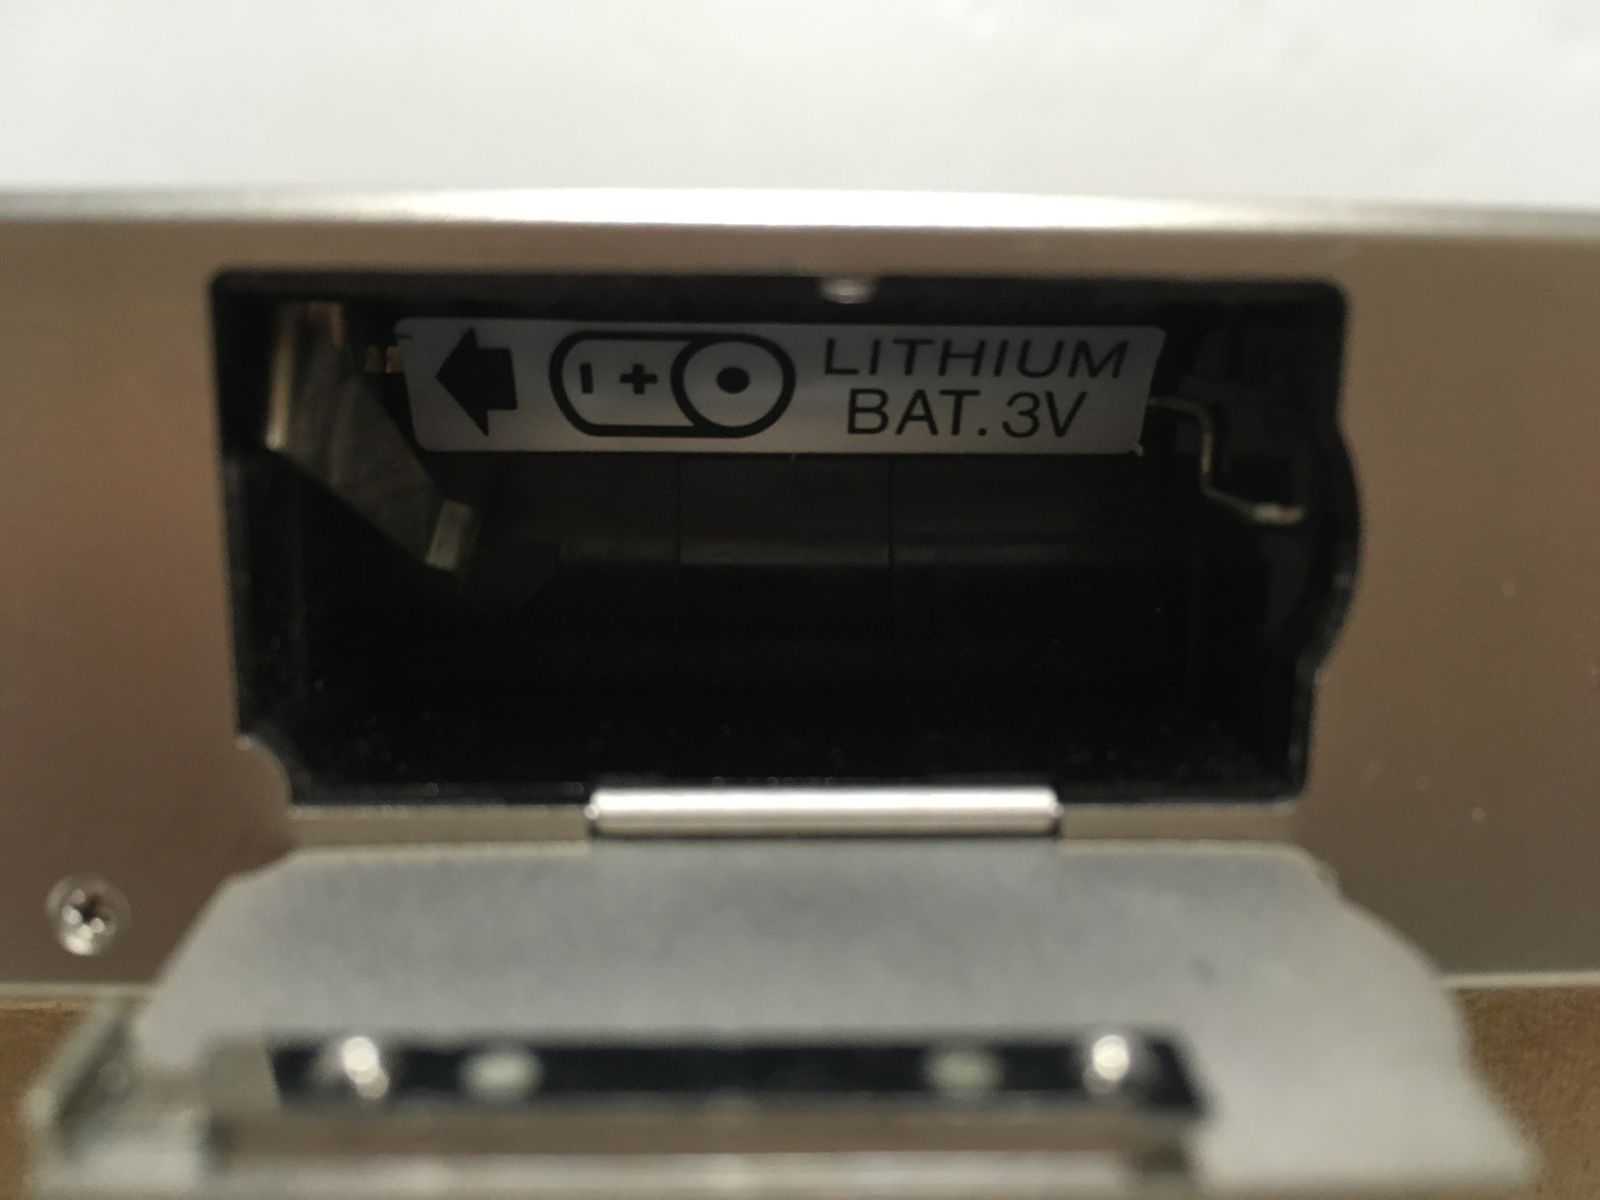 - +
LITHIUM
BAT. 3V